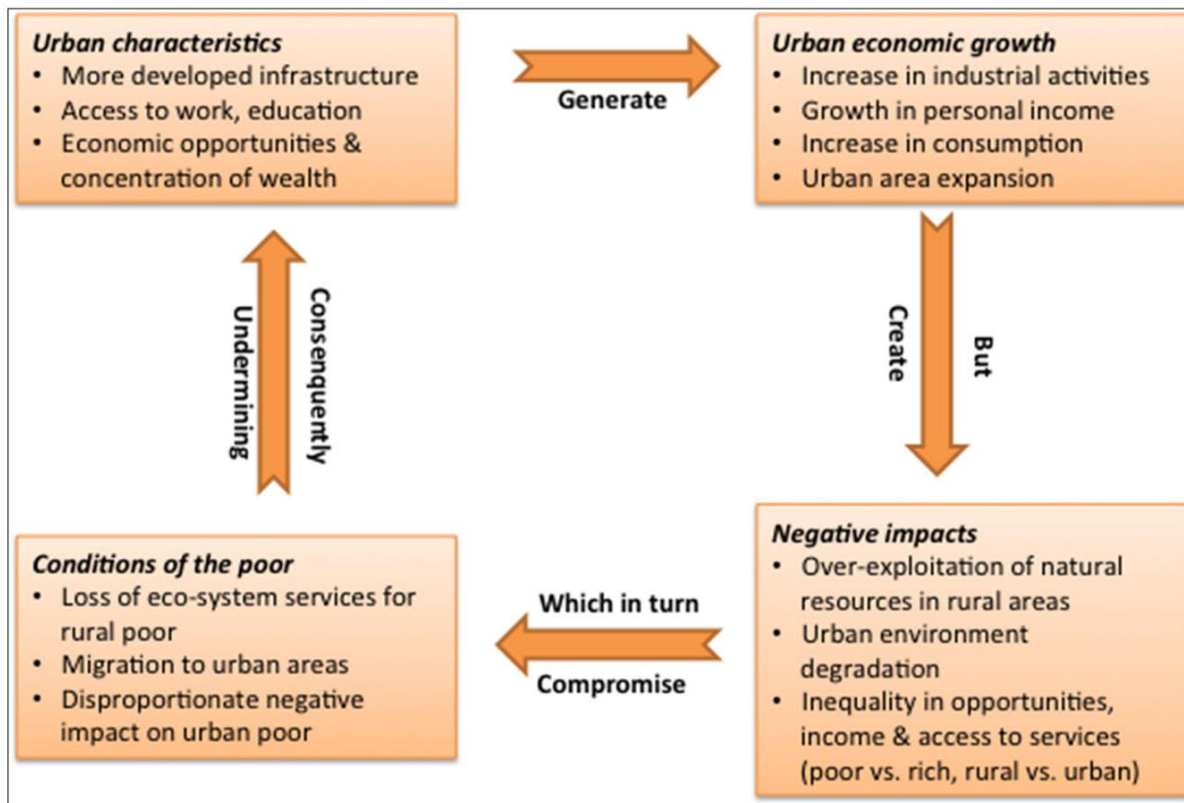 Urban characteristics
• More developed infrastructure
• Access to work, education
• Economic opportunities &
concentration of wealth
Generate
Urban economic growth
• Increase in industrial activities
• Growth in personal income
• Increase in consumption
• Urban area expansion
But
Create
Negative impacts
• Over-exploitation of natural
resources in rural areas
• Urban environment
degradation
• Inequality in opportunities,
income & access to services
(poor vs. rich, rural vs. urban)
Which in turn
Compromise
Conditions of the poor
• Loss of eco-system services for
rural poor
• Migration to urban areas
• Disproportionate negative
impact on urban poor
Consenquently
Undermining